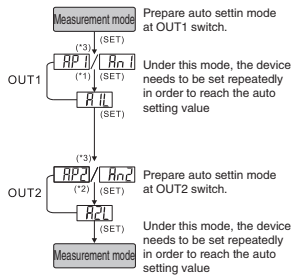 Measurement mode
Prepare auto settin mode
at OUT1 switch.
(SET)
(*3)
AP1 / An1
(*1) (SET)
OUT1
A1L
(SET)
Under this mode, the device
needs to be set repeatedly
in order to reach the auto
setting value
(*3)
AP2 / An2
(*2) (SET)
OUT2
A2L
(SET)
Prepare auto settin mode
at OUT2 switch.
Measurement mode
Under this mode, the device
needs to be set repeatedly
in order to reach the auto
setting value